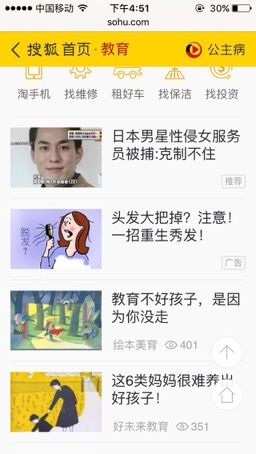 中国移动
下午4:51
30%
sohu.com
搜狐首页·教育
公主病
淘手机
找维修
租好车
找保洁
找投资
日本男星性侵女服务
员被捕:克制不住
推荐
脱发？
头发大把掉？注意！
一招重生秀发！
广告
教育不好孩子，是因
为你没走
绘本美育
401
这6类妈妈很难养出
好孩子！
好未来教育
351